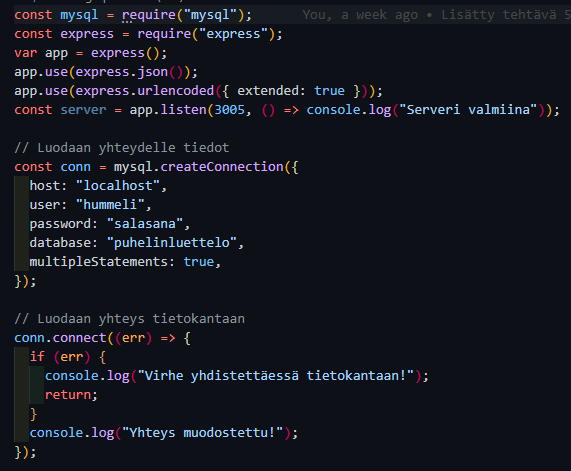 const mysql = require("mysql");     You, a week ago • Lisätty tehtävä 5
const express = require("express");
var app = express();
app.use(express.json());
app.use(express.urlencoded({ extended: true }));
const server = app.listen(3005, () => console.log("Serveri valmiina"));
// Luodaan yhteydelle tiedot
const conn = mysql.createConnection({
  host: "localhost",
  user: "hummeli",
  password: "salasana",
  database: "puhelinluettelo",
  multipleStatements: true,
});
// Luodaan yhteys tietokantaan
conn.connect((err) => {
  if (err) {
    console.log("Virhe yhdistettäessä tietokantaan!");
    return;
  }
  console.log("Yhteys muodostettu!");
});